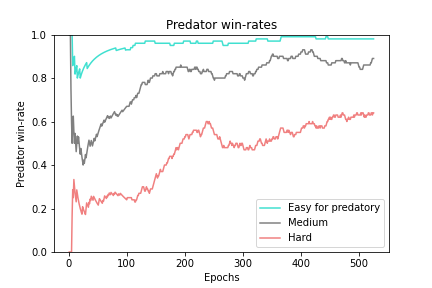 Predator win-rates
Predator win-rate
1.0
0.8
0.6
0.4
0.2
0.0
0
100
200
300
400
500
Epochs
Easy for predatory
Medium
Hard